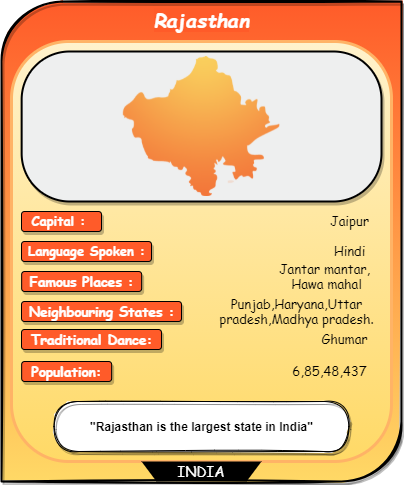 Rajasthan
Capital : Jaipur
Language Spoken : Hindi
Famous Places : Jantar mantar,
Hawa mahal
Neighbouring States : Punjab,Haryana,Uttar
pradesh,Madhya pradesh.
Traditional Dance: Ghumar
Population: 6,85,48,437
"Rajasthan is the largest state in India"
INDIA